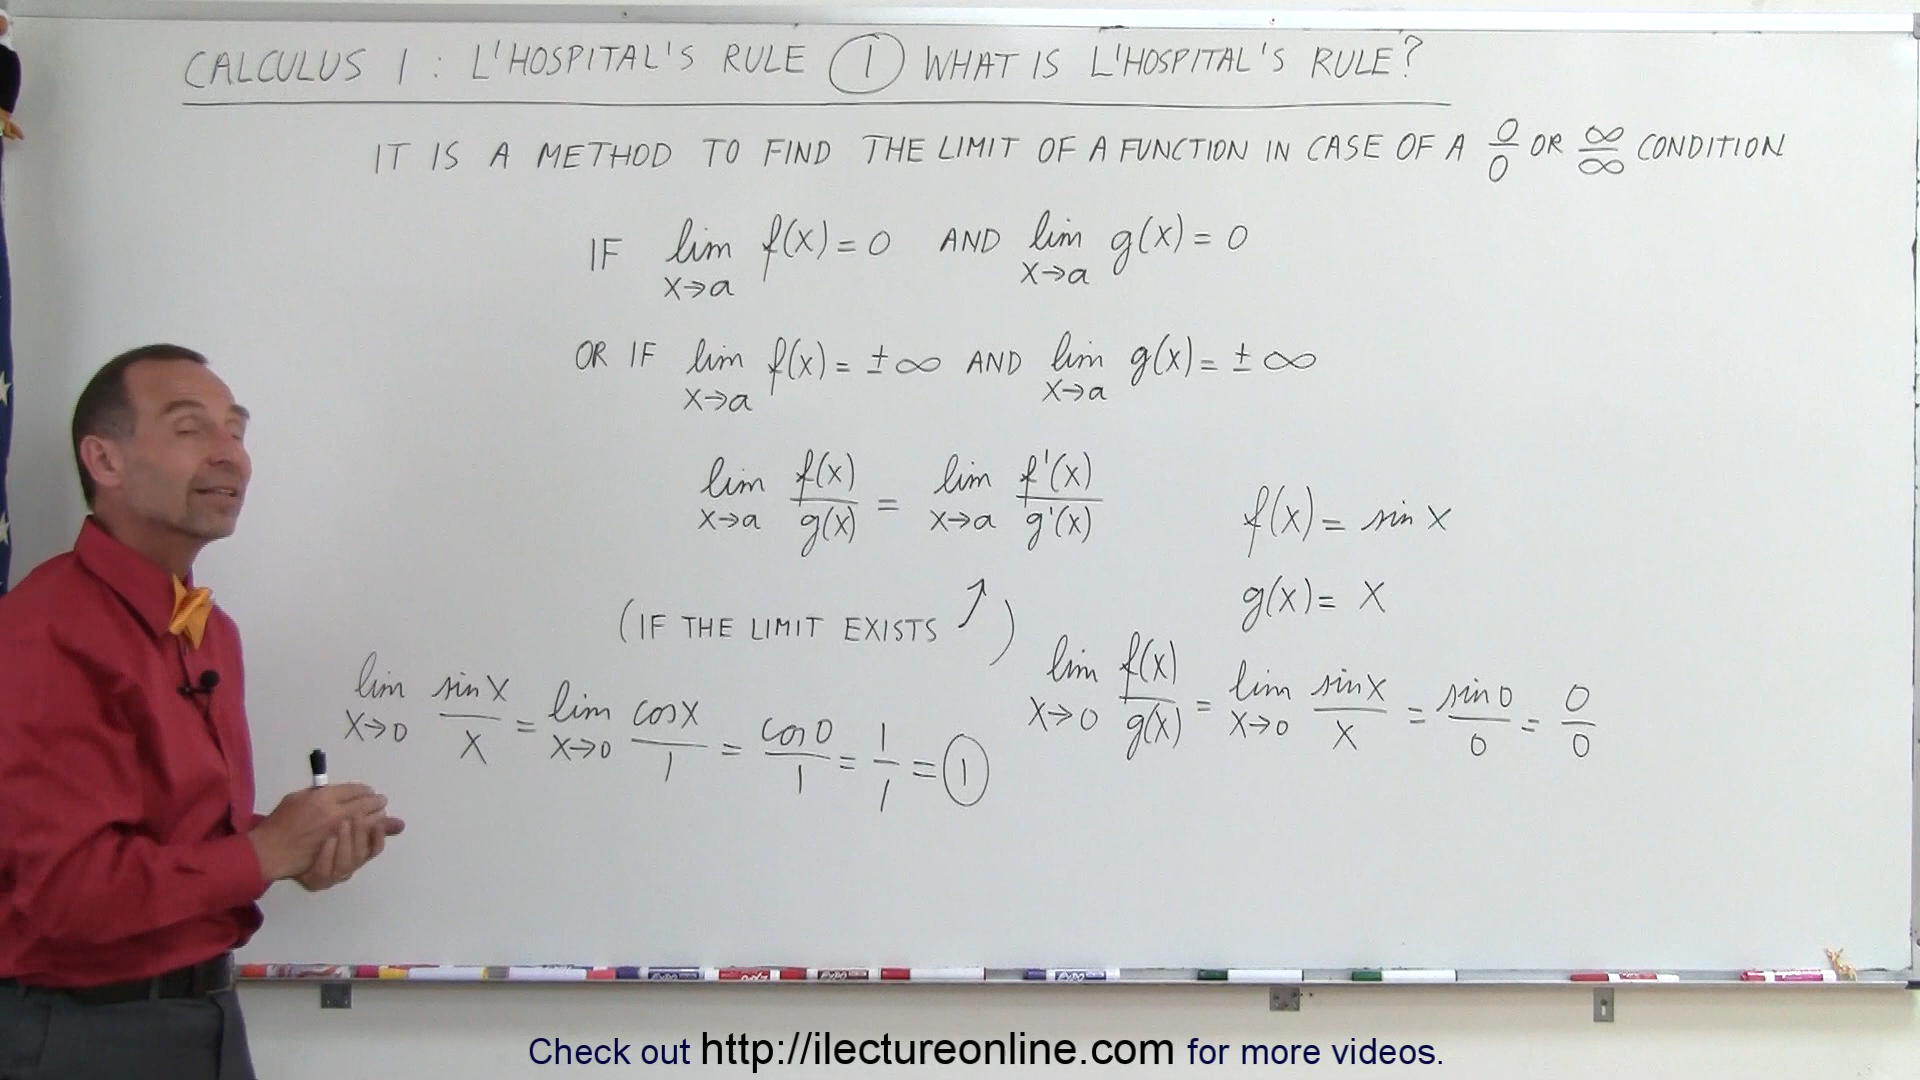 CALCULUS 1 : L'HOSPITAL'S RULE ① WHAT IS L'HOSPITAL'S RULE?
IT IS A METHOD TO FIND THE LIMIT OF A FUNCTION IN CASE OF A 0/0 OR ∞/∞ CONDITION
IF lim x→a f(x) = 0 AND lim x→a g(x) = 0
OR IF lim x→a f(x) = ±∞ AND lim x→a g(x) = ±∞
lim x→a f(x)/g(x) = lim x→a f'(x)/g'(x)
(IF THE LIMIT EXISTS ↗)
f(x) = sin x
g(x) = x
lim x→0 sin x/x = lim x→0 cos x/1 = cos 0/1 = 1/1 = ①
lim x→0 f(x)/g(x) = lim x→0 sin x/x = sin 0/0 = 0/0
Check out http://ilectureonline.com for more videos.